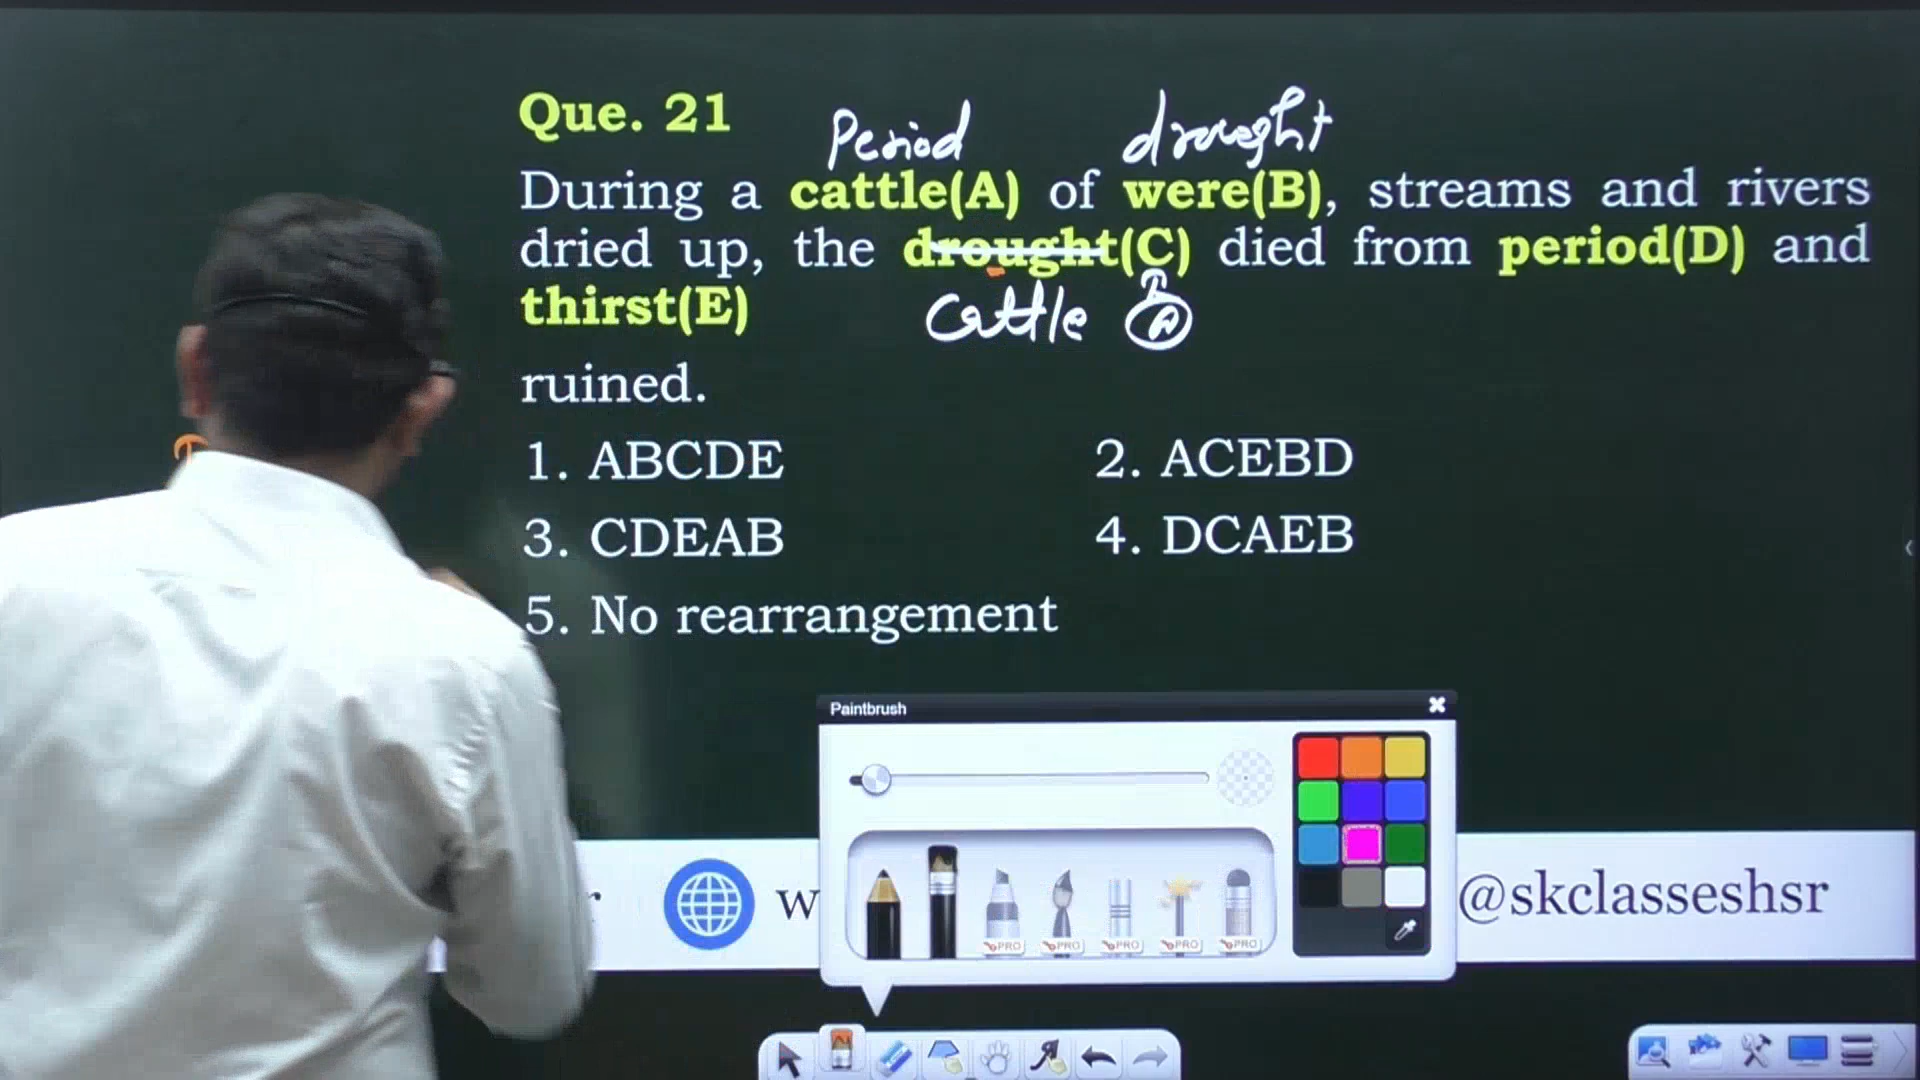 Que. 21
Period drought
During a cattle(A) of were(B), streams and rivers
dried up, the drought(C) died from period(D) and
thirst(E) Cattle A
ruined.
1. ABCDE 2. ACEBD
3. CDEAB 4. DCAEB
5. No rearrangement
Paintbrush
PRO PRO PRO PRO PRO
@skclasseshsr